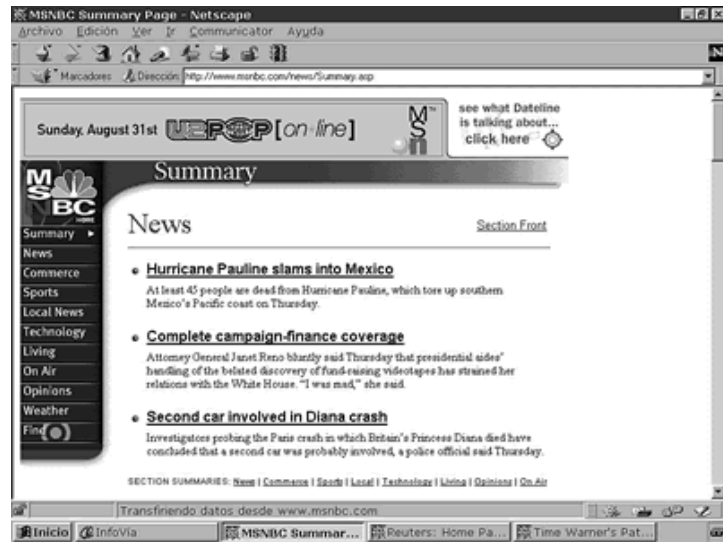 MSNBC Summary Page - Netscape
Archivo Edición Ver Ir Communicator Ayuda
Marcadores Dirección http://www.msnbc.com/news/Summary.asp
Sunday, August 31st U2 POP [on-line] MSn
see what Dateline
is talking about...
click here
MSNBC
HOME
Summary
News
Section Front
Summary
News
Commerce
Sports
Local News
Technology
Living
On Air
Opinions
Weather
Find
Hurricane Pauline slams into Mexico
At least 45 people are dead from Hurricane Pauline, which tore up southern
Mexico's Pacific coast on Thursday.
Complete campaign-finance coverage
Attorney General Janet Reno bluntly said Thursday that presidential aides'
handling of the belated discovery of fund-raising videotapes has strained her
relations with the White House. "I was mad," she said.
Second car involved in Diana crash
Investigators probing the Paris crash in which Britain's Princess Diana died have
concluded that a second car was probably involved, a police official said Thursday.
SECTION SUMMARIES: News | Commerce | Sports | Local | Technology | Living | Opinions | On Air
Transfiriendo datos desde www.msnbc.com
Inicio InfoVía MSNBC Summar... Reuters: Home Pa... Time Warner's Pat...